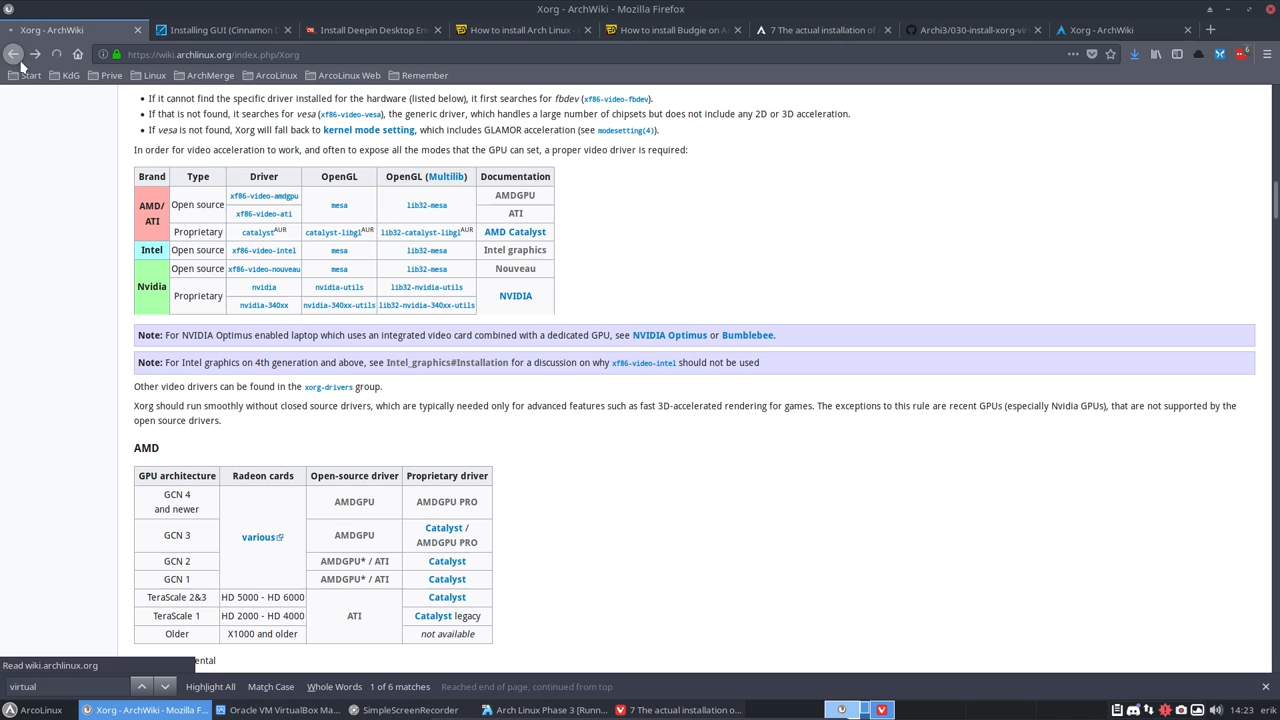 Xorg - ArchWiki - Mozilla Firefox
Xorg - ArchWiki
Installing GUI (Cinnamon D
Install Deepin Desktop En
How to install Arch Linux -
How to install Budgie on A
7 The actual installation of
Archi3/030-install-xorg-vir
Xorg - ArchWiki
https://wiki.archlinux.org/index.php/Xorg
6
Start
KdG
Prive
Linux
ArchMerge
ArcoLinux
ArcoLinux Web
Remember
• If it cannot find the specific driver installed for the hardware (listed below), it first searches for fbdev (xf86-video-fbdev).
• If that is not found, it searches for vesa (xf86-video-vesa), the generic driver, which handles a large number of chipsets but does not include any 2D or 3D acceleration.
• If vesa is not found, Xorg will fall back to kernel mode setting, which includes GLAMOR acceleration (see modesetting(4)).
In order for video acceleration to work, and often to expose all the modes that the GPU can set, a proper video driver is required:
Brand Type Driver OpenGL OpenGL (Multilib) Documentation
AMD/ATI Open source xf86-video-amdgpu mesa lib32-mesa AMDGPU
xf86-video-ati ATI
Proprietary catalystAUR catalyst-libglAUR lib32-catalyst-libglAUR AMD Catalyst
Intel Open source xf86-video-intel mesa lib32-mesa Intel graphics
Nvidia Open source xf86-video-nouveau mesa lib32-mesa Nouveau
Proprietary nvidia nvidia-utils lib32-nvidia-utils NVIDIA
nvidia-340xx nvidia-340xx-utils lib32-nvidia-340xx-utils
Note: For NVIDIA Optimus enabled laptop which uses an integrated video card combined with a dedicated GPU, see NVIDIA Optimus or Bumblebee.
Note: For Intel graphics on 4th generation and above, see Intel_graphics#Installation for a discussion on why xf86-video-intel should not be used
Other video drivers can be found in the xorg-drivers group.
Xorg should run smoothly without closed source drivers, which are typically needed only for advanced features such as fast 3D-accelerated rendering for games. The exceptions to this rule are recent GPUs (especially Nvidia GPUs), that are not supported by the
open source drivers.
AMD
GPU architecture Radeon cards Open-source driver Proprietary driver
GCN 4
and newer various AMDGPU AMDGPU PRO
GCN 3 AMDGPU Catalyst /
AMDGPU PRO
GCN 2 AMDGPU* / ATI Catalyst
GCN 1 AMDGPU* / ATI Catalyst
TeraScale 2&3 HD 5000 - HD 6000 ATI Catalyst
TeraScale 1 HD 2000 - HD 4000 Catalyst legacy
Older X1000 and older not available
ental
Read wiki.archlinux.org
virtual
Highlight All
Match Case
Whole Words
1 of 6 matches
Reached end of page, continued from top
ArcoLinux
Xorg - ArchWiki - Mozilla F...
Oracle VM VirtualBox Ma...
SimpleScreenRecorder
Arch Linux Phase 3 [Runn...
7 The actual installation o...
14:23
erik